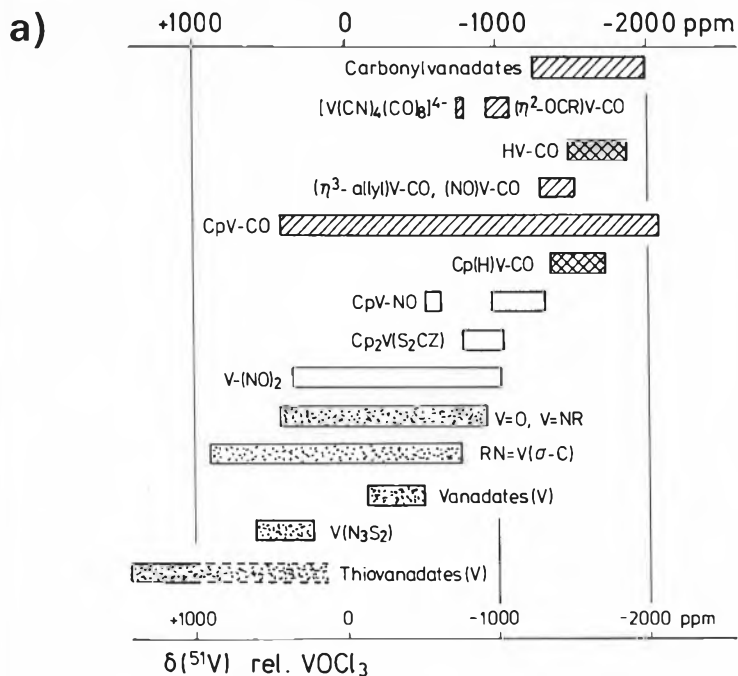 a)
+1000 0 -1000 -2000 ppm
Carbonylvanadates
[V(CN)₄(CO)₈]⁴⁻ (η²-OCR)V-CO
HV-CO
(η³- allyl)V-CO, (NO)V-CO
CpV-CO
Cp(H)V-CO
CpV-NO
Cp₂V(S₂CZ)
V-(NO)₂
V=O, V=NR
RN=V(σ-C)
Vanadates(V)
V(N₃S₂)
Thiovanadates(V)
+1000 0 -1000 -2000 ppm
δ(⁵¹V) rel. VOCl₃